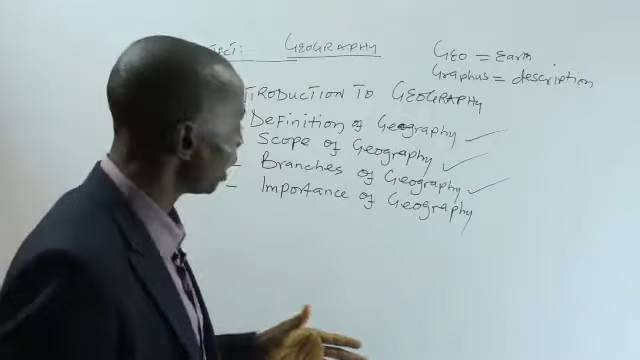 JECT: GEOGRAPHY
GEO = Earth
Graphus = description
TRODUCTION TO GEOGRAPHY
Definition of Geography
Scope of Geography
- Branches of Geography
- Importance of Geography